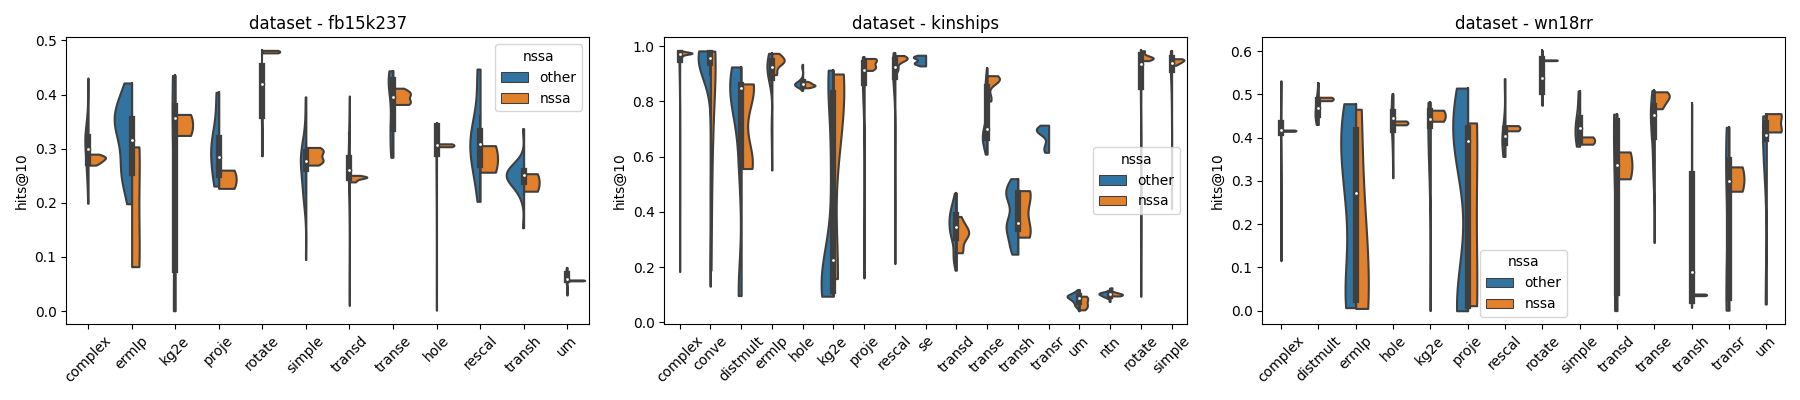 dataset - fb15k237
hits@10
0.5
0.4
0.3
0.2
0.1
0.0
nssa
other
nssa
complex
ermlp
kg2e
proje
rotate
simple
transd
transe
hole
rescal
transh
um
dataset - kinships
hits@10
1.0
0.8
0.6
0.4
0.2
0.0
nssa
other
nssa
complex
conve
distmult
ermlp
hole
kg2e
proje
rescal
se
transd
transe
transh
transr
um
ntn
rotate
simple
dataset - wn18rr
hits@10
0.6
0.5
0.4
0.3
0.2
0.1
0.0
nssa
other
nssa
complex
distmult
ermlp
hole
kg2e
proje
rescal
rotate
simple
transd
transe
transh
transr
um